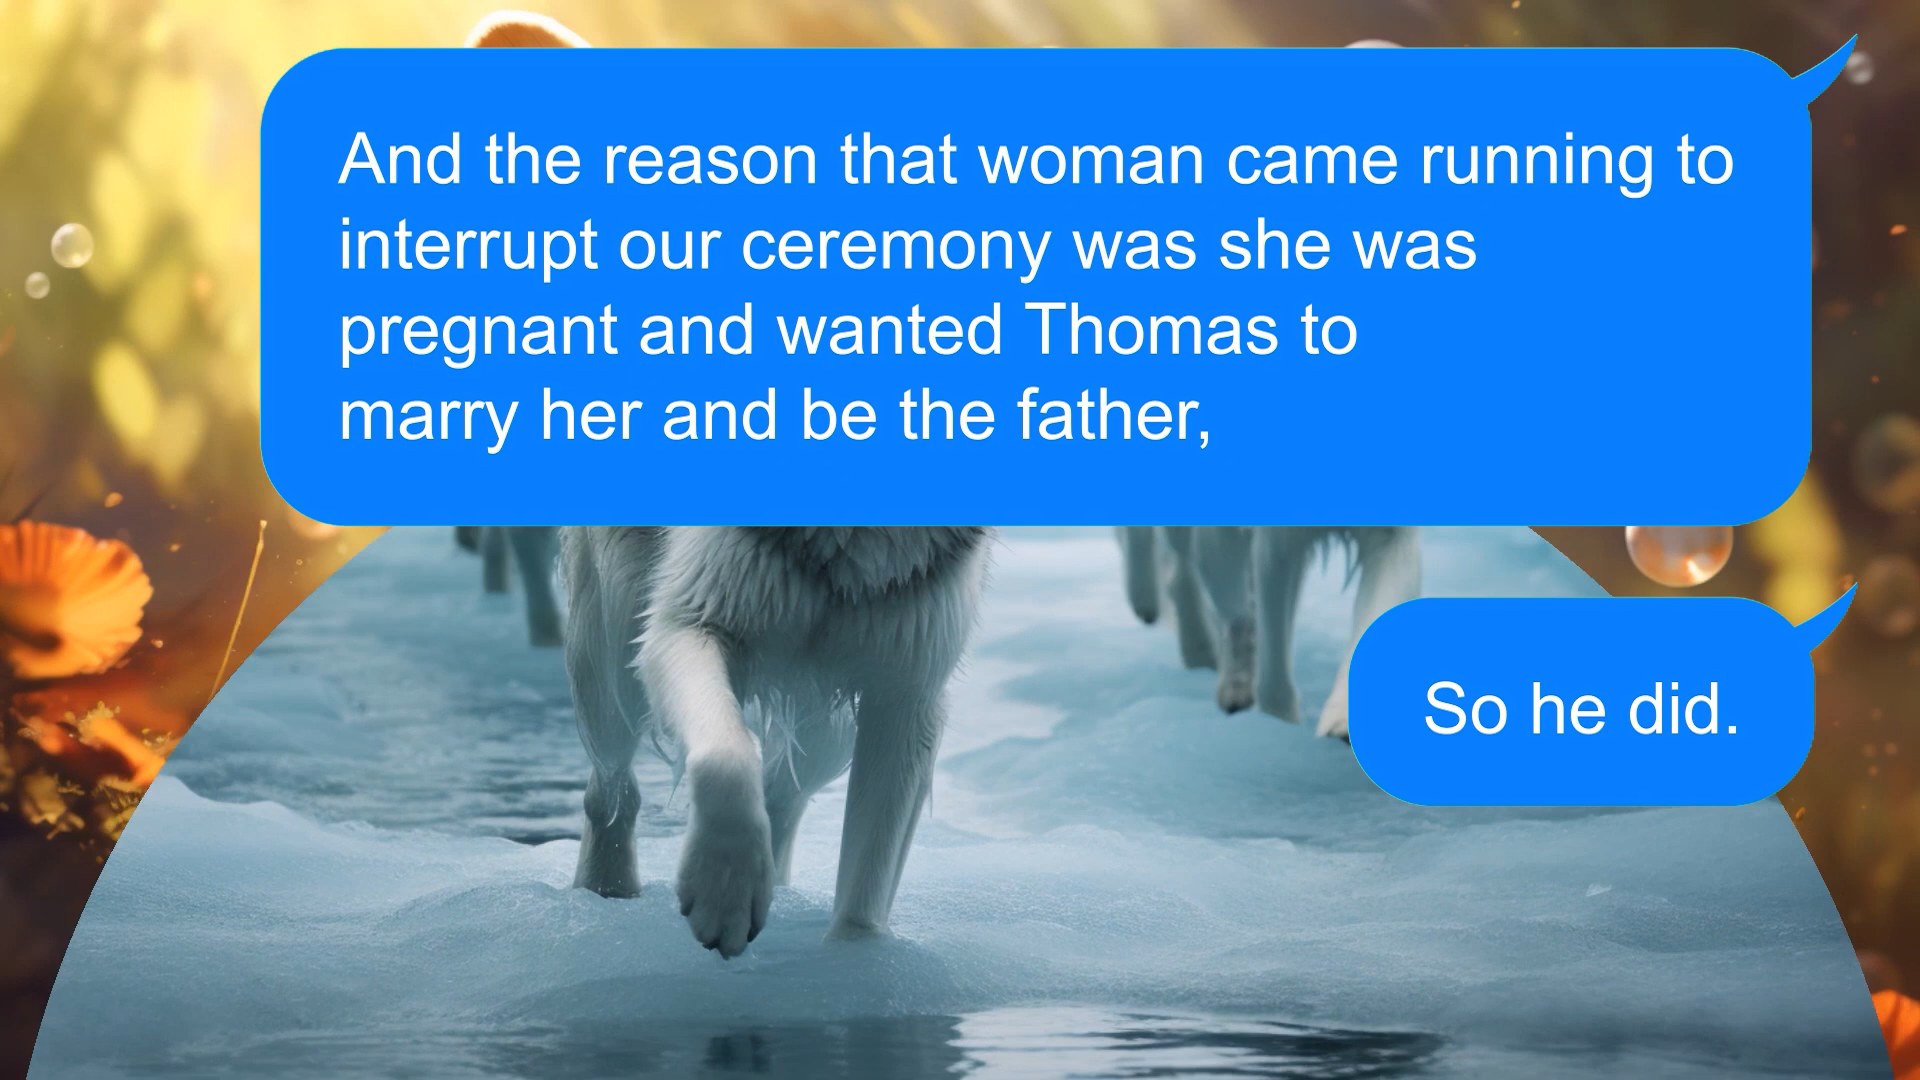 And the reason that woman came running to
interrupt our ceremony was she was
pregnant and wanted Thomas to
marry her and be the father,
So he did.